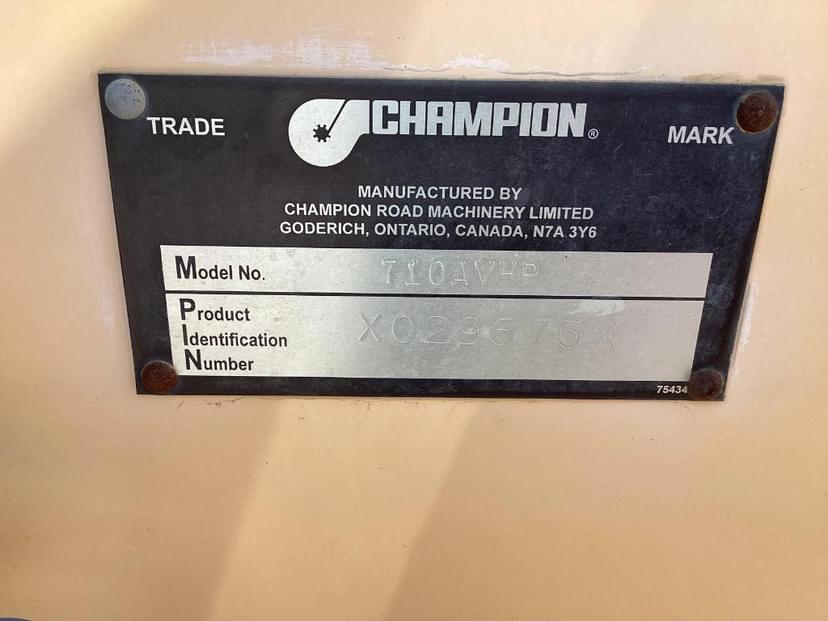 TRADE CHAMPION® MARK
MANUFACTURED BY
CHAMPION ROAD MACHINERY LIMITED
GODERICH, ONTARIO, CANADA, N7A 3Y6
Model No. 710AVHP
Product X029675X
Identification
Number
75434